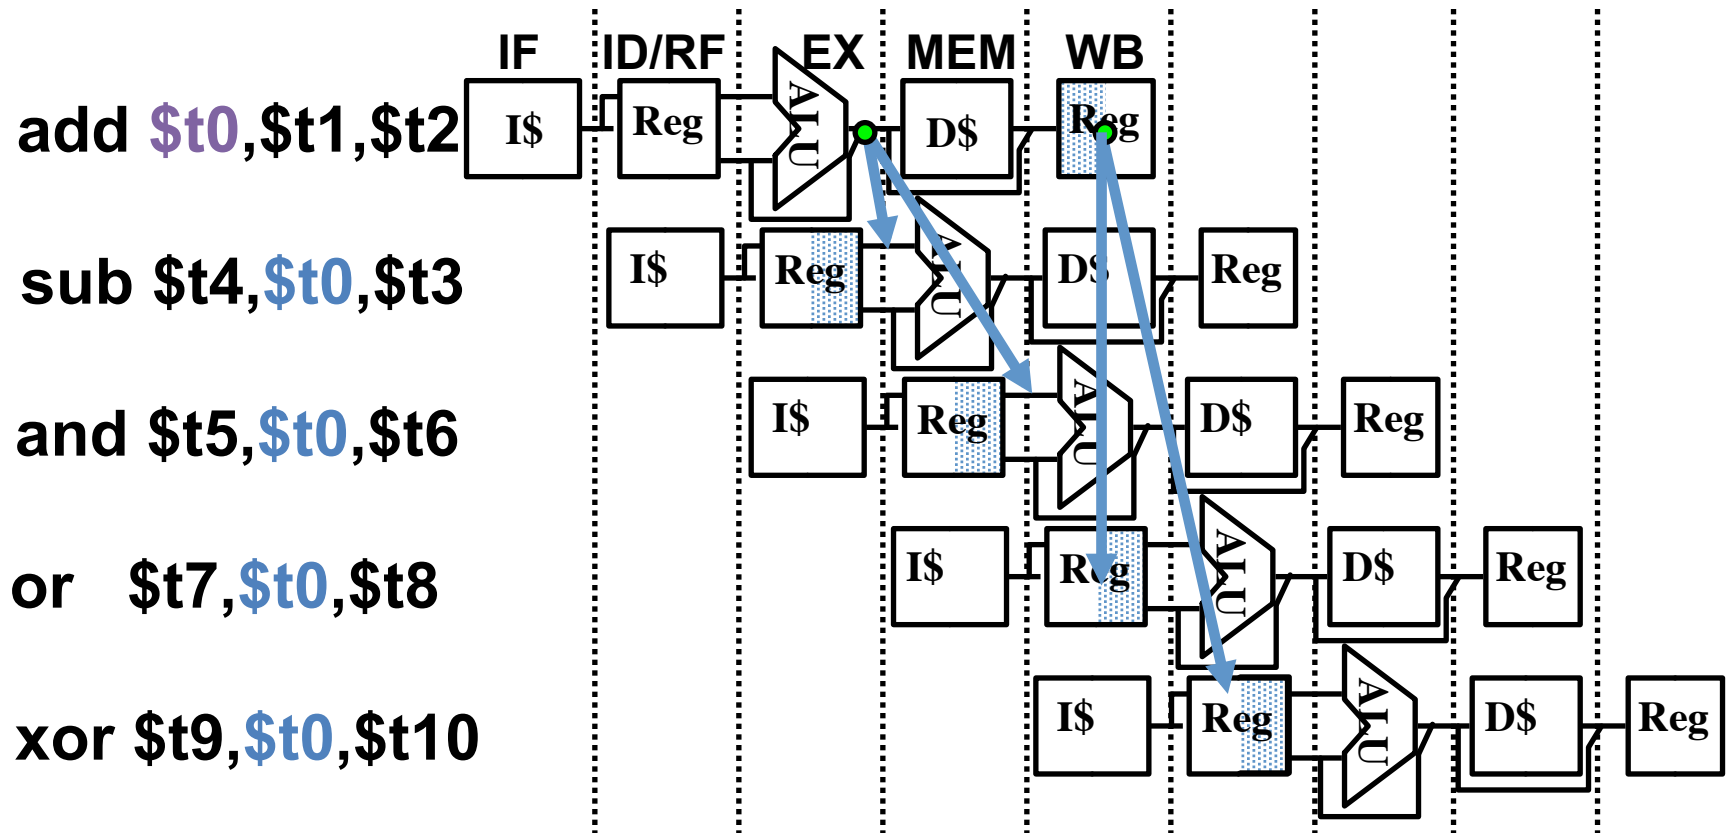 IF ID/RF EX MEM WB
add $t0,$t1,$t2 I$ Reg ALU D$ Reg
sub $t4,$t0,$t3 I$ Reg ALU D$ Reg
and $t5,$t0,$t6 I$ Reg ALU D$ Reg
or $t7,$t0,$t8 I$ Reg ALU D$ Reg
xor $t9,$t0,$t10 I$ Reg ALU D$ Reg